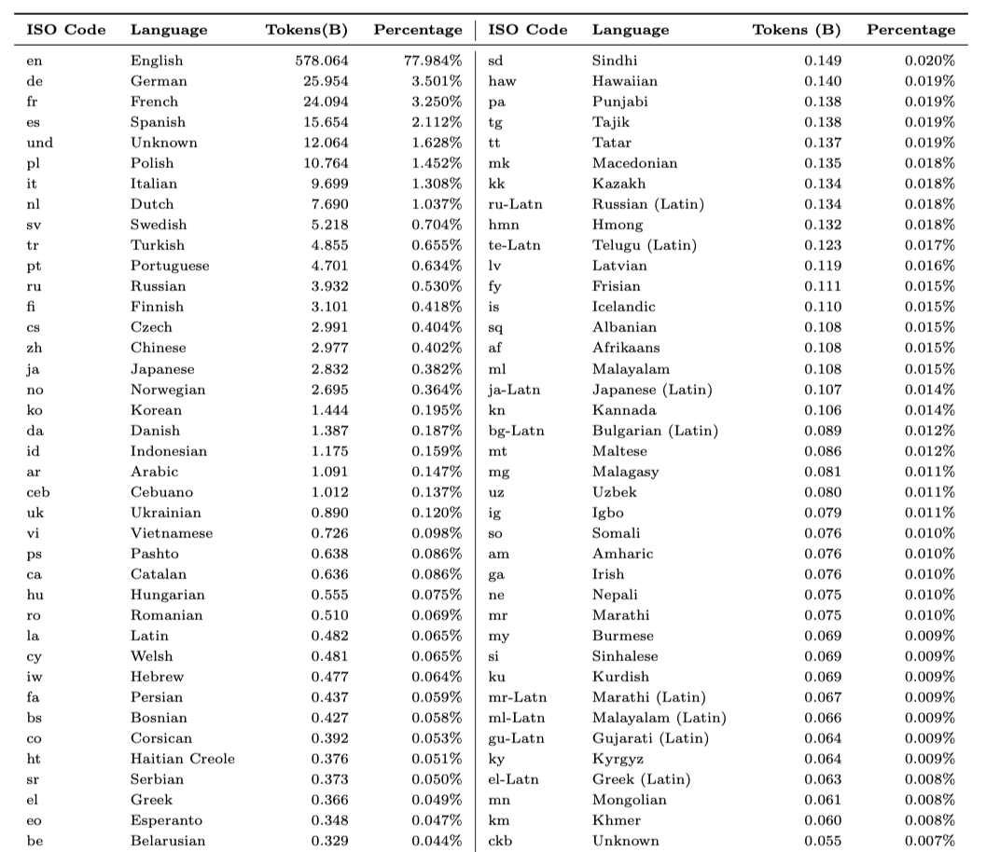 ISO Code Language Tokens(B) Percentage ISO Code Language Tokens (B) Percentage
en English 578.064 77.984% sd Sindhi 0.149 0.020%
de German 25.954 3.501% haw Hawaiian 0.140 0.019%
fr French 24.094 3.250% pa Punjabi 0.138 0.019%
es Spanish 15.654 2.112% tg Tajik 0.138 0.019%
und Unknown 12.064 1.628% tt Tatar 0.137 0.019%
pl Polish 10.764 1.452% mk Macedonian 0.135 0.018%
it Italian 9.699 1.308% kk Kazakh 0.134 0.018%
nl Dutch 7.690 1.037% ru-Latn Russian (Latin) 0.134 0.018%
sv Swedish 5.218 0.704% hmn Hmong 0.132 0.018%
tr Turkish 4.855 0.655% te-Latn Telugu (Latin) 0.123 0.017%
pt Portuguese 4.701 0.634% lv Latvian 0.119 0.016%
ru Russian 3.932 0.530% fy Frisian 0.111 0.015%
fi Finnish 3.101 0.418% is Icelandic 0.110 0.015%
cs Czech 2.991 0.404% sq Albanian 0.108 0.015%
zh Chinese 2.977 0.402% af Afrikaans 0.108 0.015%
ja Japanese 2.832 0.382% ml Malayalam 0.108 0.015%
no Norwegian 2.695 0.364% ja-Latn Japanese (Latin) 0.107 0.014%
ko Korean 1.444 0.195% kn Kannada 0.106 0.014%
da Danish 1.387 0.187% bg-Latn Bulgarian (Latin) 0.089 0.012%
id Indonesian 1.175 0.159% mt Maltese 0.086 0.012%
ar Arabic 1.091 0.147% mg Malagasy 0.081 0.011%
ceb Cebuano 1.012 0.137% uz Uzbek 0.080 0.011%
uk Ukrainian 0.890 0.120% ig Igbo 0.079 0.011%
vi Vietnamese 0.726 0.098% so Somali 0.076 0.010%
ps Pashto 0.638 0.086% am Amharic 0.076 0.010%
ca Catalan 0.636 0.086% ga Irish 0.076 0.010%
hu Hungarian 0.555 0.075% ne Nepali 0.075 0.010%
ro Romanian 0.510 0.069% mr Marathi 0.075 0.010%
la Latin 0.482 0.065% my Burmese 0.069 0.009%
cy Welsh 0.481 0.065% si Sinhalese 0.069 0.009%
iw Hebrew 0.477 0.064% ku Kurdish 0.069 0.009%
fa Persian 0.437 0.059% mr-Latn Marathi (Latin) 0.067 0.009%
bs Bosnian 0.427 0.058% ml-Latn Malayalam (Latin) 0.066 0.009%
co Corsican 0.392 0.053% gu-Latn Gujarati (Latin) 0.064 0.009%
ht Haitian Creole 0.376 0.051% ky Kyrgyz 0.064 0.009%
sr Serbian 0.373 0.050% el-Latn Greek (Latin) 0.063 0.008%
el Greek 0.366 0.049% mn Mongolian 0.061 0.008%
eo Esperanto 0.348 0.047% km Khmer 0.060 0.008%
be Belarusian 0.329 0.044% ckb Unknown 0.055 0.007%